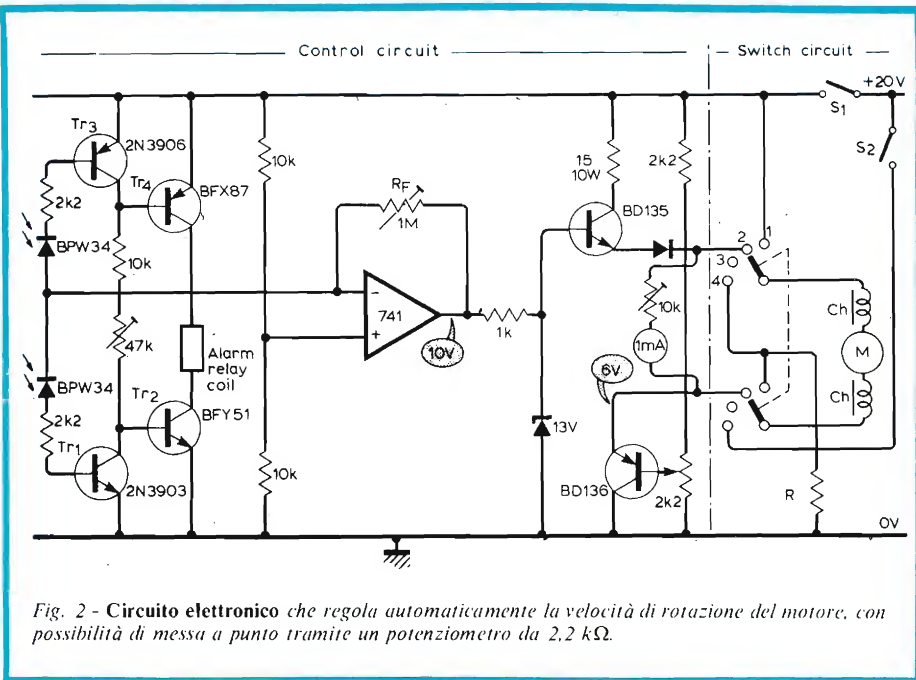 Control circuit
Switch circuit
+20V
S1
S2
Tr3
2N3906
Tr4
BFX87
2k2
BPW34
10k
10k
RF
1M
15
10W
2k2
BD135
1
2
3
4
47k
741
-
+
10V
1k
10k
1mA
Ch
M
Ch
Alarm
relay
coil
6V
BPW34
2k2
Tr2
BFY51
Tr1
2N3903
10k
13V
BD136
2k2
R
0V
Fig. 2 - Circuito elettronico che regola automaticamente la velocità di rotazione del motore, con
possibilità di messa a punto tramite un potenziometro da 2,2 kΩ.